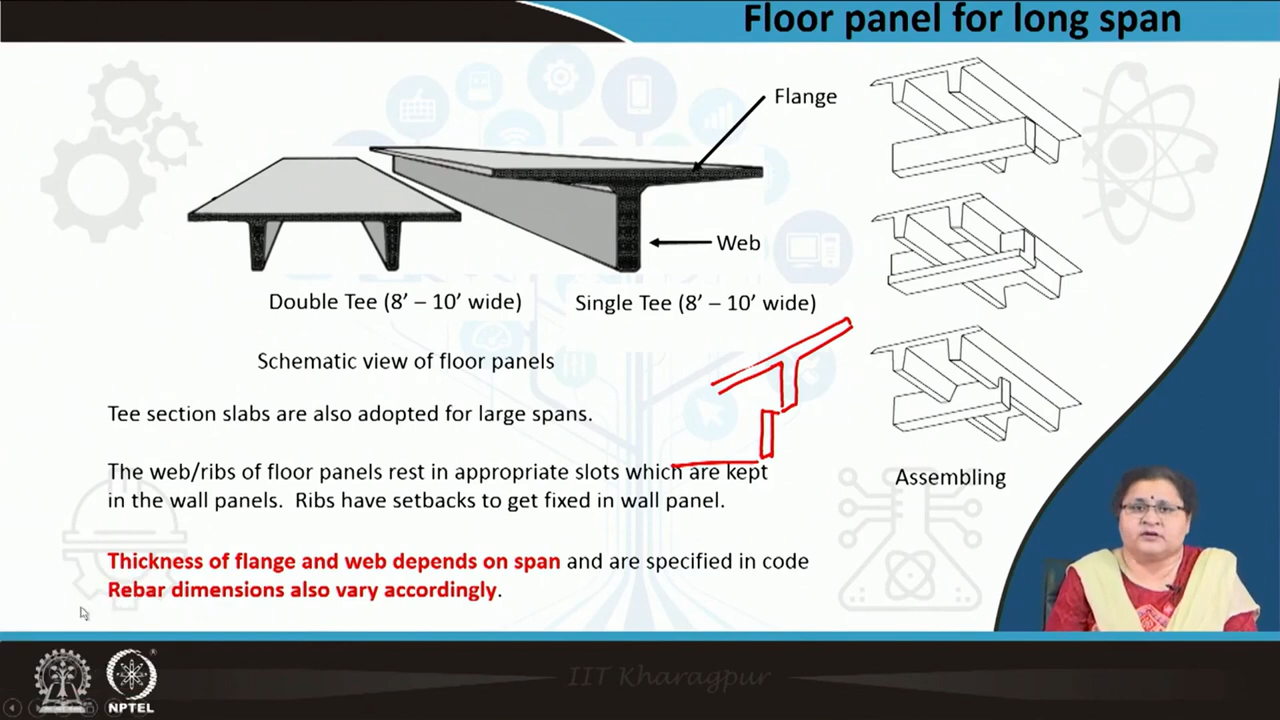 Floor panel for long span
Flange
Web
Double Tee (8’ – 10’ wide)
Single Tee (8’ – 10’ wide)
Schematic view of floor panels
Tee section slabs are also adopted for large spans.
The web/ribs of floor panels rest in appropriate slots which are kept
in the wall panels. Ribs have setbacks to get fixed in wall panel.
Assembling
Thickness of flange and web depends on span and are specified in code
Rebar dimensions also vary accordingly.
IIT Kharagpur
NPTEL